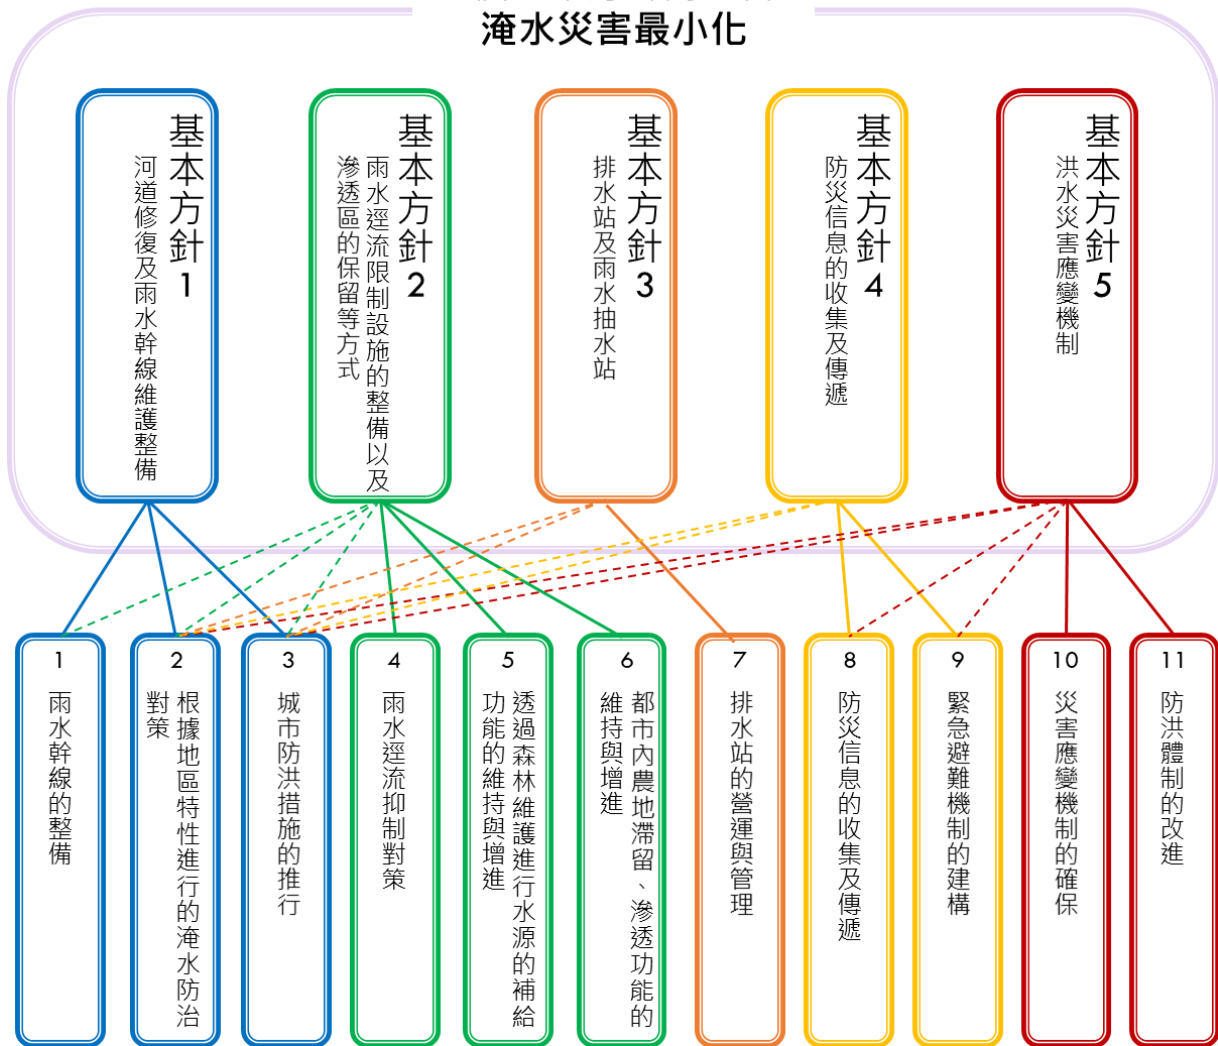 淹水災害最小化
基本方針1
河道修復及雨水幹線維護整備
基本方針2
雨水逕流限制設施的整備以及
滲透區的保留等方式
基本方針3
排水站及雨水抽水站
基本方針4
防災信息的收集及傳遞
基本方針5
洪水災害應變機制
1
雨水幹線的整備
2
根據地區特性進行的淹水防治
對策
3
城市防洪措施的推行
4
雨水逕流抑制對策
5
透過森林維護進行水源的補給
功能的維持與增進
6
都市內農地滯留、滲透功能的
維持與增進
7
排水站的營運與管理
8
防災信息的收集及傳遞
9
緊急避難機制的建構
10
災害應變機制的確保
11
防洪體制的改進